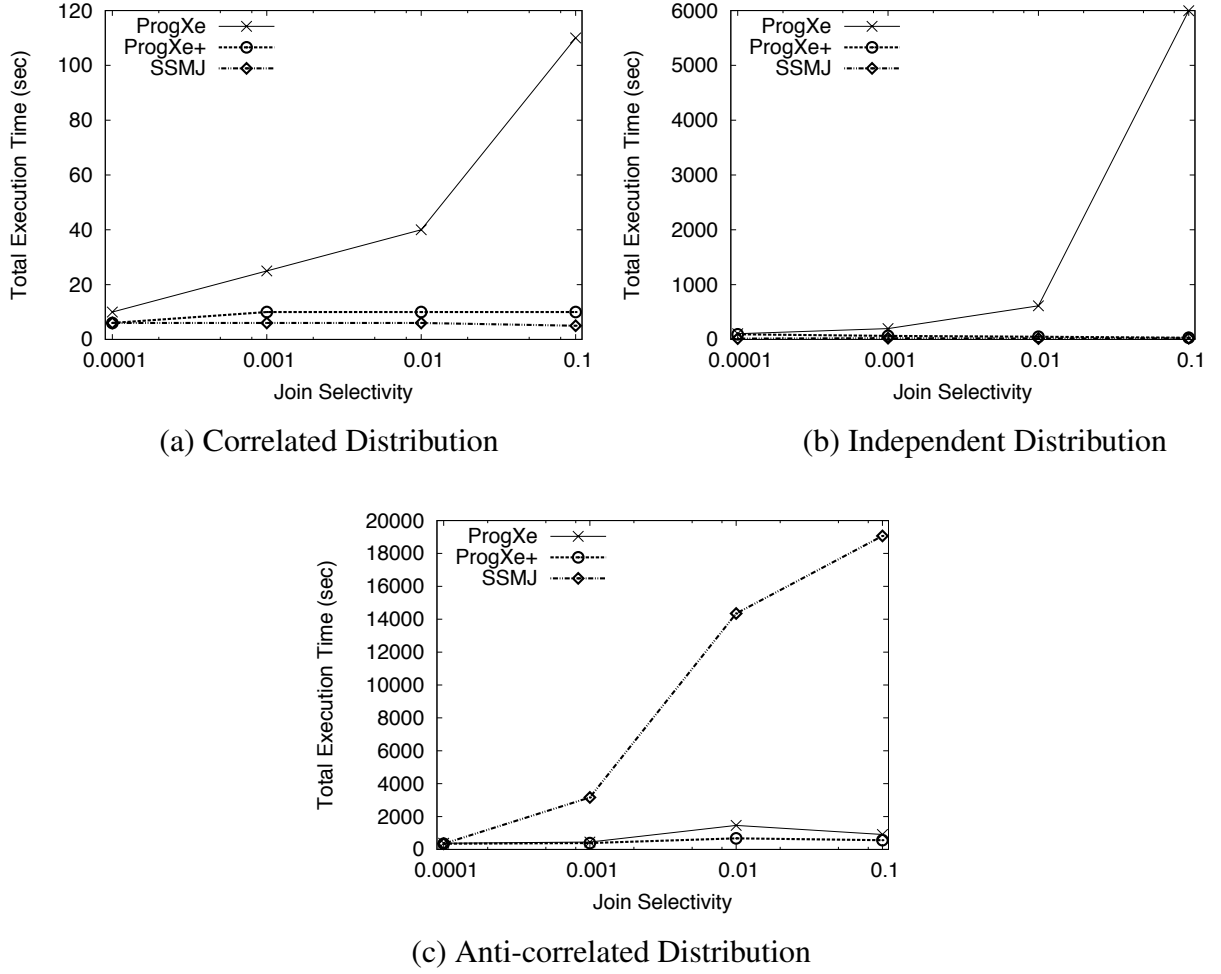 120
100
80
60
40
20
0
Total Execution Time (sec)
ProgXe
ProgXe+
SSMJ
0.0001 0.001 0.01 0.1
Join Selectivity
(a) Correlated Distribution
6000
5000
4000
3000
2000
1000
0
Total Execution Time (sec)
ProgXe
ProgXe+
SSMJ
0.0001 0.001 0.01 0.1
Join Selectivity
(b) Independent Distribution
20000
18000
16000
14000
12000
10000
8000
6000
4000
2000
0
Total Execution Time (sec)
ProgXe
ProgXe+
SSMJ
0.0001 0.001 0.01 0.1
Join Selectivity
(c) Anti-correlated Distribution